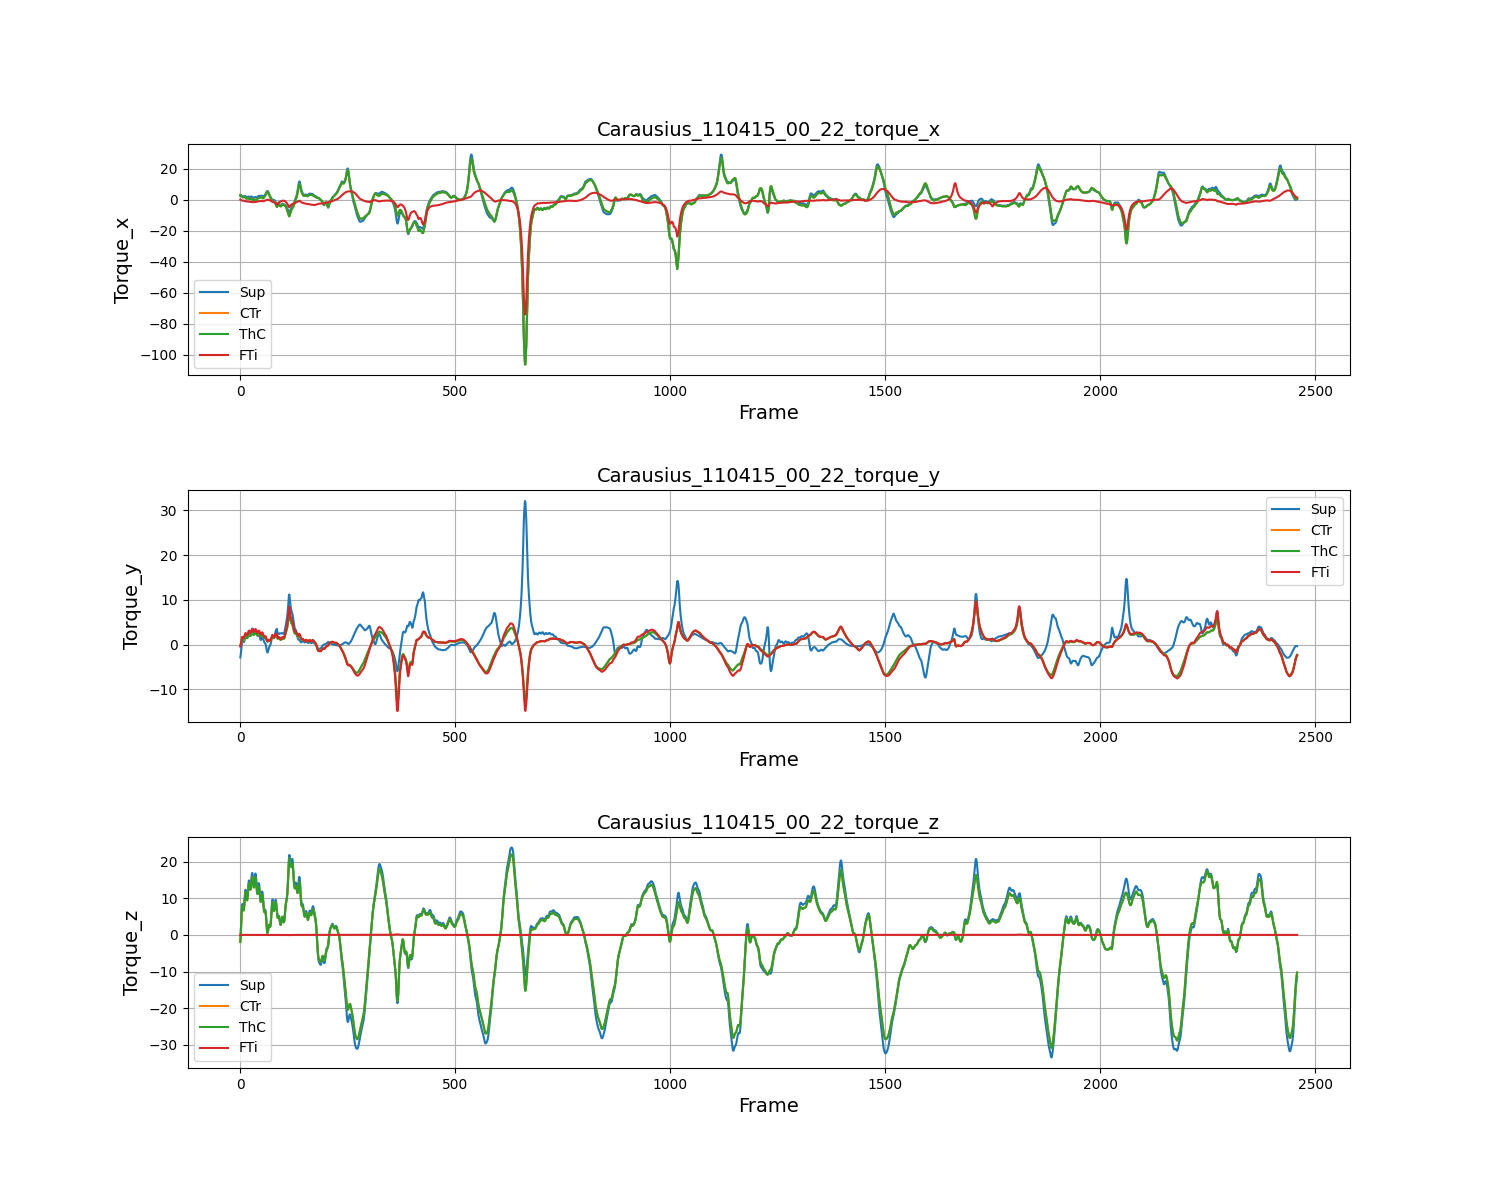 Carausius_110415_00_22_torque_x
Torque_x
20
0
−20
−40
−60
−80
−100
Sup
CTr
ThC
FTi
0 500 1000 1500 2000 2500
Frame
Carausius_110415_00_22_torque_y
Torque_y
30
20
10
0
−10
Sup
CTr
ThC
FTi
0 500 1000 1500 2000 2500
Frame
Carausius_110415_00_22_torque_z
Torque_z
20
10
0
−10
−20
−30
Sup
CTr
ThC
FTi
0 500 1000 1500 2000 2500
Frame